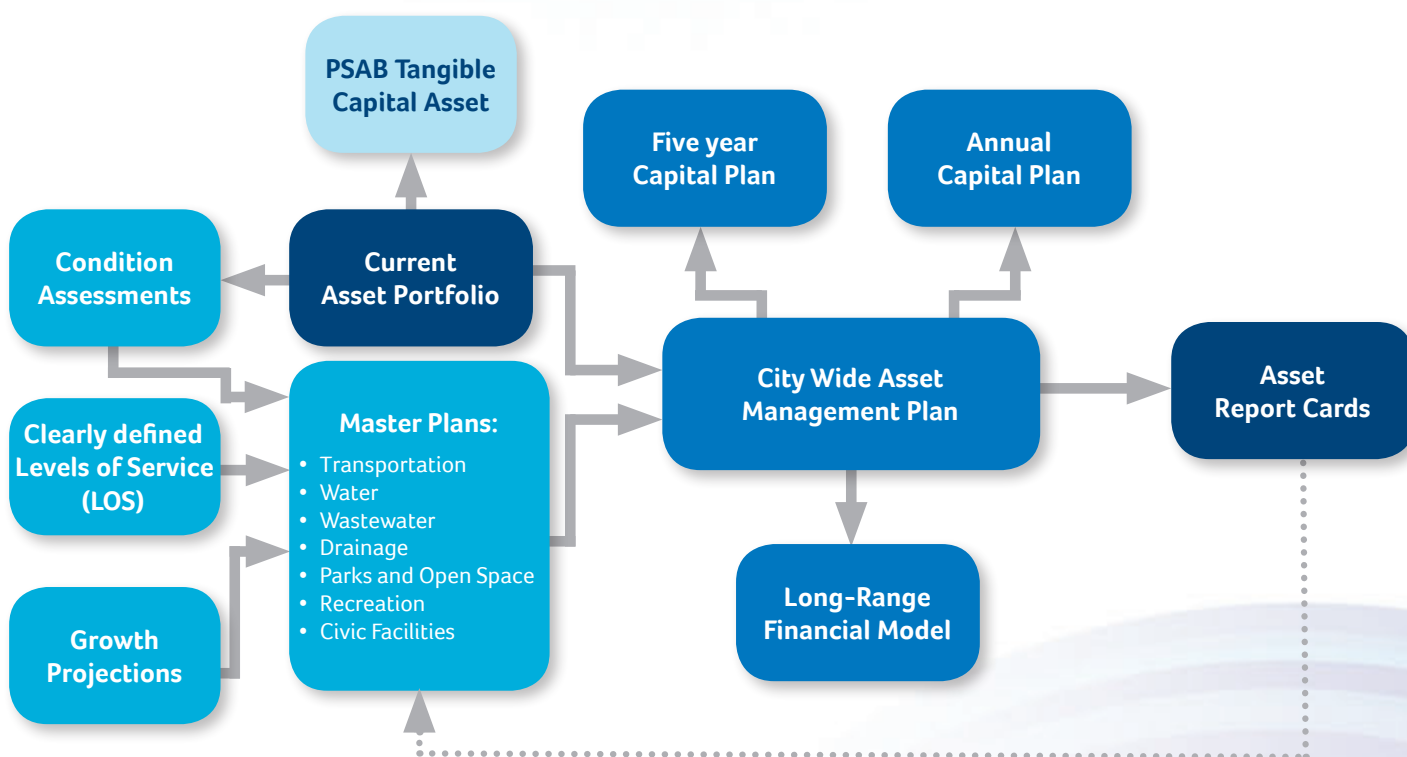 PSAB Tangible
Capital Asset
Five year
Capital Plan
Annual
Capital Plan
Condition
Assessments
Current
Asset Portfolio
City Wide Asset
Management Plan
Asset
Report Cards
Clearly defined
Levels of Service
(LOS)
Master Plans:
• Transportation
• Water
• Wastewater
• Drainage
• Parks and Open Space
• Recreation
• Civic Facilities
Growth
Projections
Long-Range
Financial Model